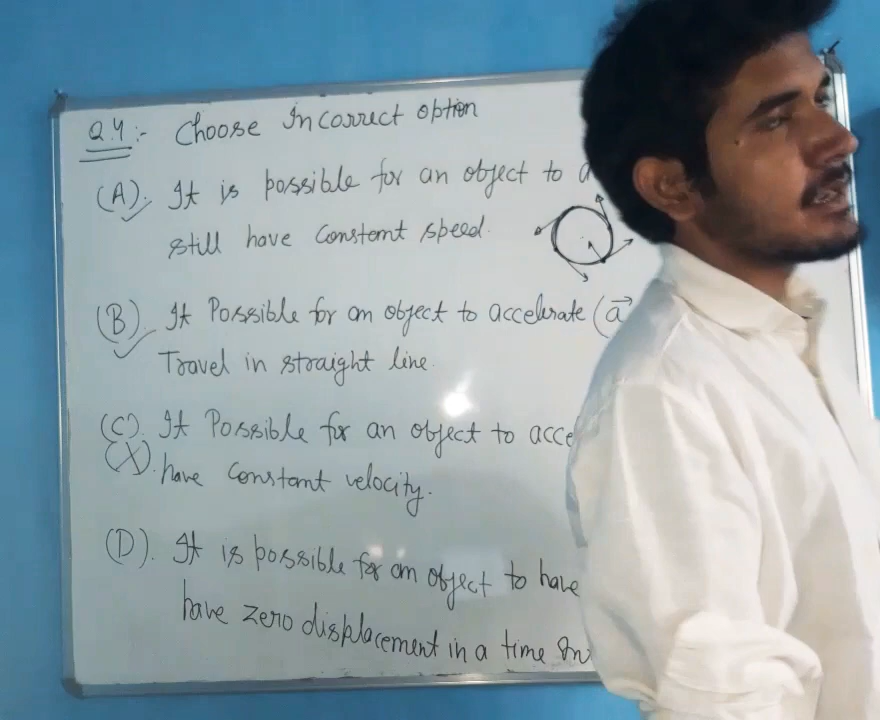 Q.4:- Choose Incorrect option
(A). It is possible for an object to
still have constant speed.
(B). It Possible for an object to accelerate (a
Travel in straight line.
(C). It Possible for an object to acce
(X). have constant velocity.
(D). It is possible for an object to have
have zero displacement in a time In